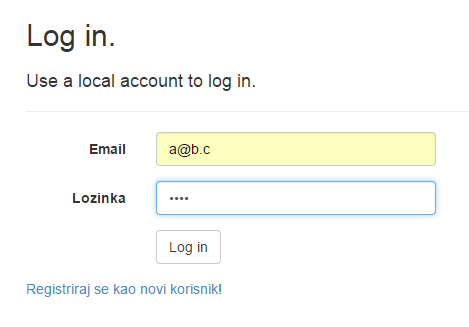 Log in.
Use a local account to log in.
Email a@b.c
Lozinka ••••
Log in
Registriraj se kao novi korisnik!